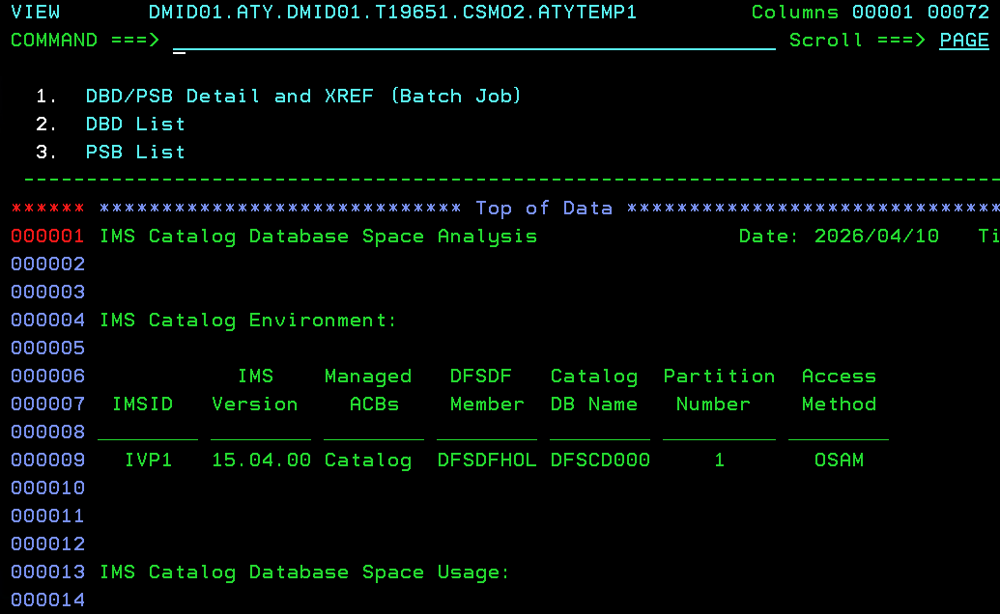 VIEW       DMID01.ATY.DMID01.T19651.CSMO2.ATYTEMP1         Columns 00001 00072
COMMAND ===>                                                  Scroll ===> PAGE
1.  DBD/PSB Detail and XREF (Batch Job)
2.  DBD List
3.  PSB List
------------------------------------------------------------------------------
****** ***************************** Top of Data ******************************
000001 IMS Catalog Database Space Analysis                Date: 2026/04/10   Ti
000002
000003
000004 IMS Catalog Environment:
000005
000006            IMS    Managed   DFSDF   Catalog  Partition  Access
000007  IMSID   Version    ACBs    Member  DB Name   Number    Method
000008 ________ ________ ________ ________ ________ _________ ________
000009   IVP1   15.04.00 Catalog  DFSDFHOL DFSCD000     1       OSAM
000010
000011
000012
000013 IMS Catalog Database Space Usage:
000014